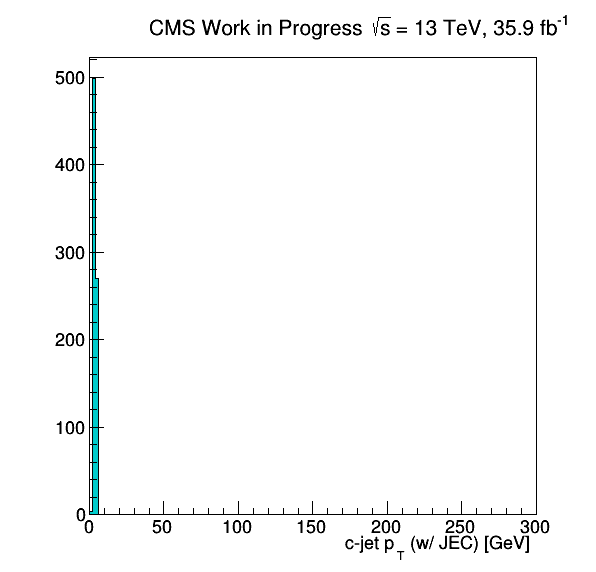 CMS Work in Progress √s = 13 TeV, 35.9 fb⁻¹
500
400
300
200
100
0
0 50 100 150 200 250 300
c-jet p_T (w/ JEC) [GeV]